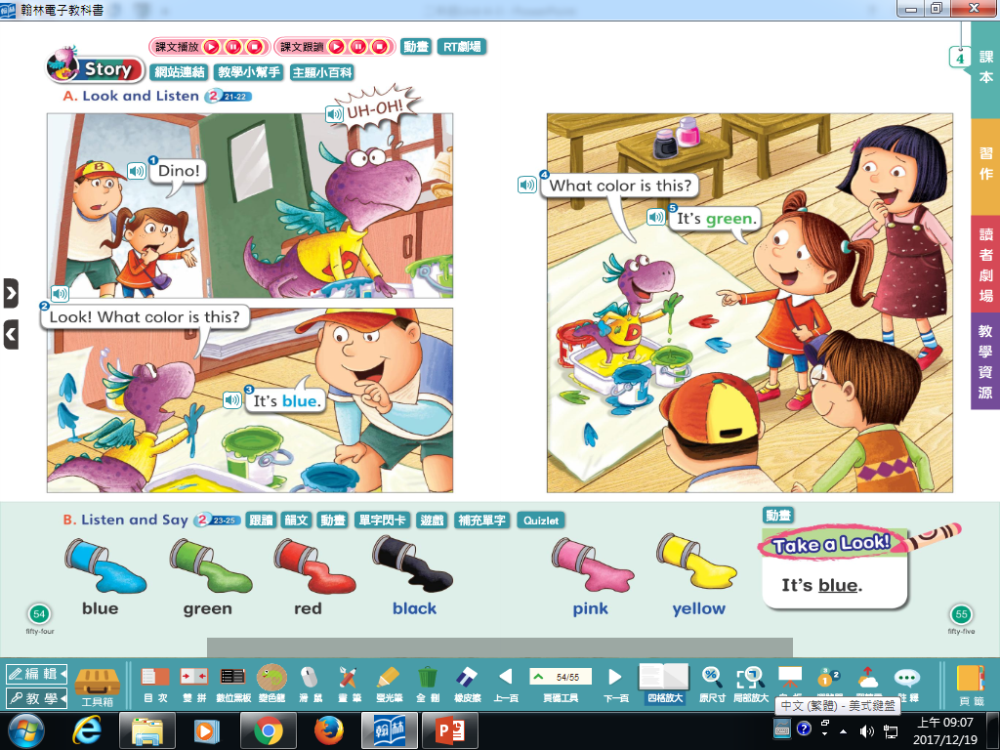 翰林電子教科書
課文播放 課文跟讀 動畫 RT劇場
Story
網站連結 教學小幫手 主題小百科
A. Look and Listen 2 21-22
UH-OH!
1 Dino!
2 Look! What color is this?
3 It's blue.
4 What color is this?
5 It's green.
4
課本
習作
讀者劇場
教學資源
B. Listen and Say 2 23-25 跟讀 韻文 動畫 單字閃卡 遊戲 補充單字 Quizlet
blue green red black pink yellow
動畫
Take a Look!
It's blue.
54
fifty-four
55
fifty-five
編輯
教學
工具箱
54/55
目次 雙拼 數位黑板 變色龍 滑鼠 畫筆 螢光筆 全刪 橡皮擦 上一頁 頁碼工具 下一頁 四格放大 原尺寸 局部放大 註釋 頁籤
中文 (繁體) - 美式鍵盤
翰林
上午 09:07
2017/12/19